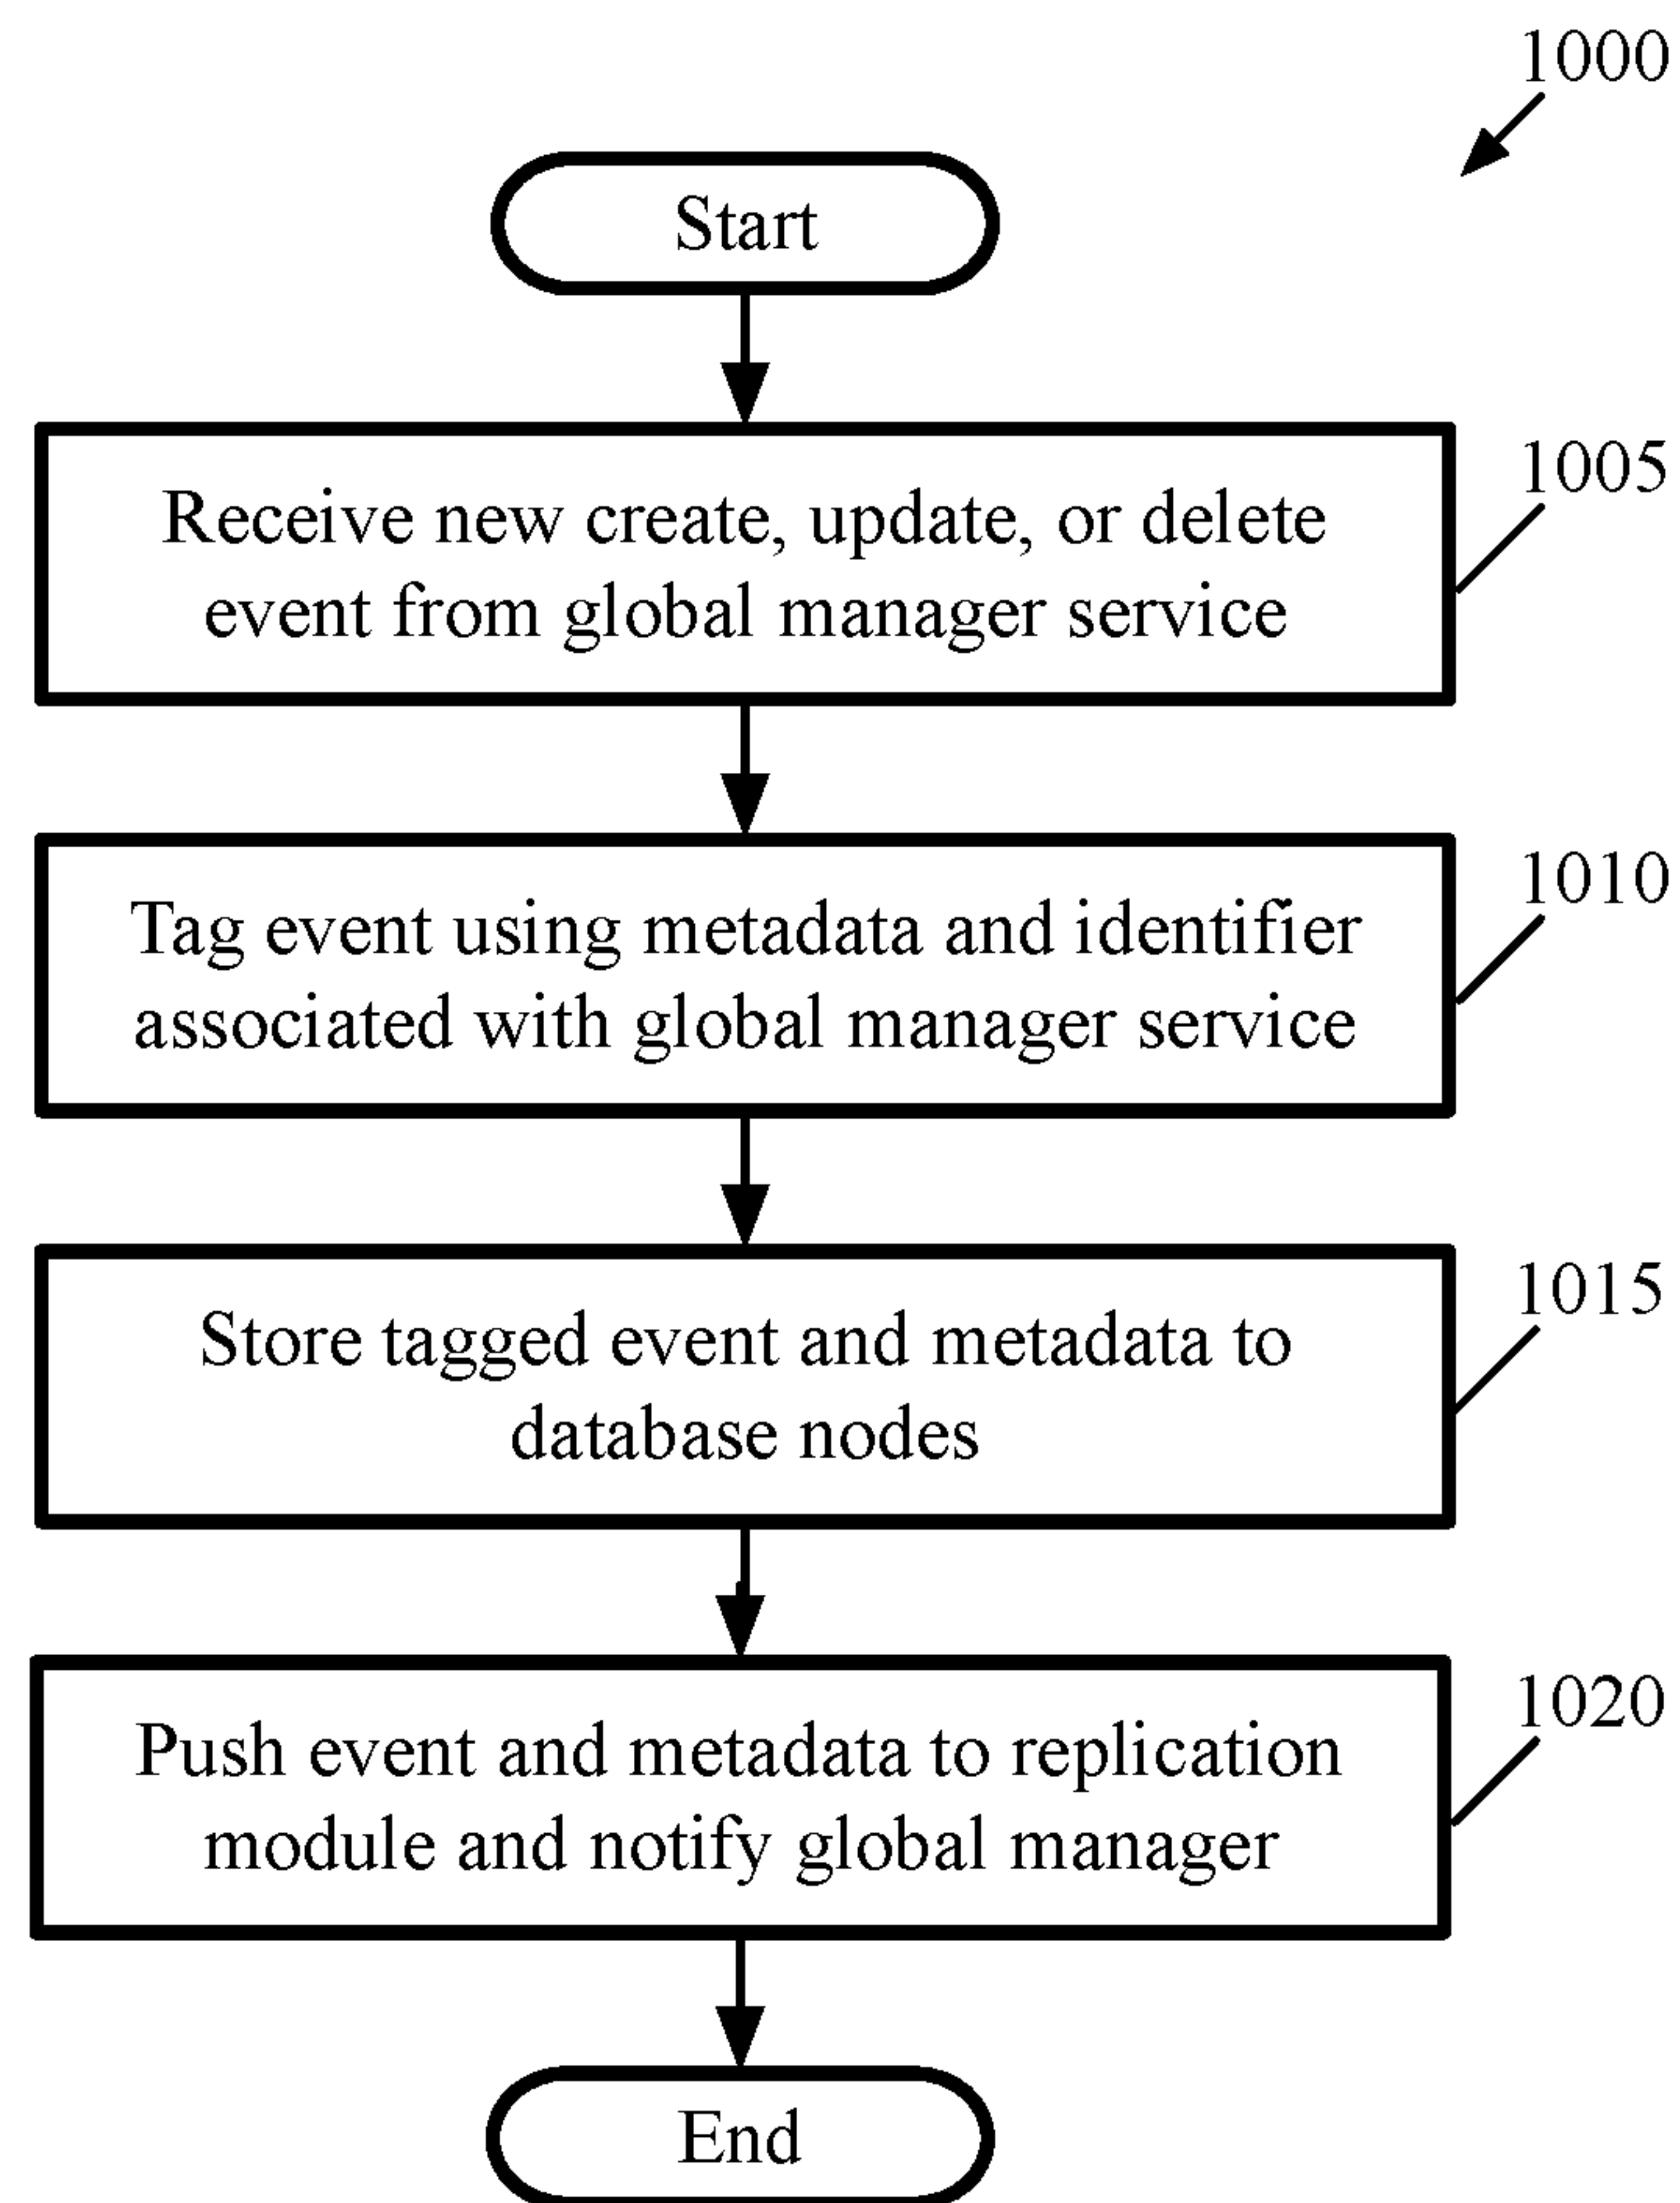 1000
Start
Receive new create, update, or delete
event from global manager service
1005
Tag event using metadata and identifier
associated with global manager service
1010
Store tagged event and metadata to
database nodes
1015
Push event and metadata to replication
module and notify global manager
1020
End